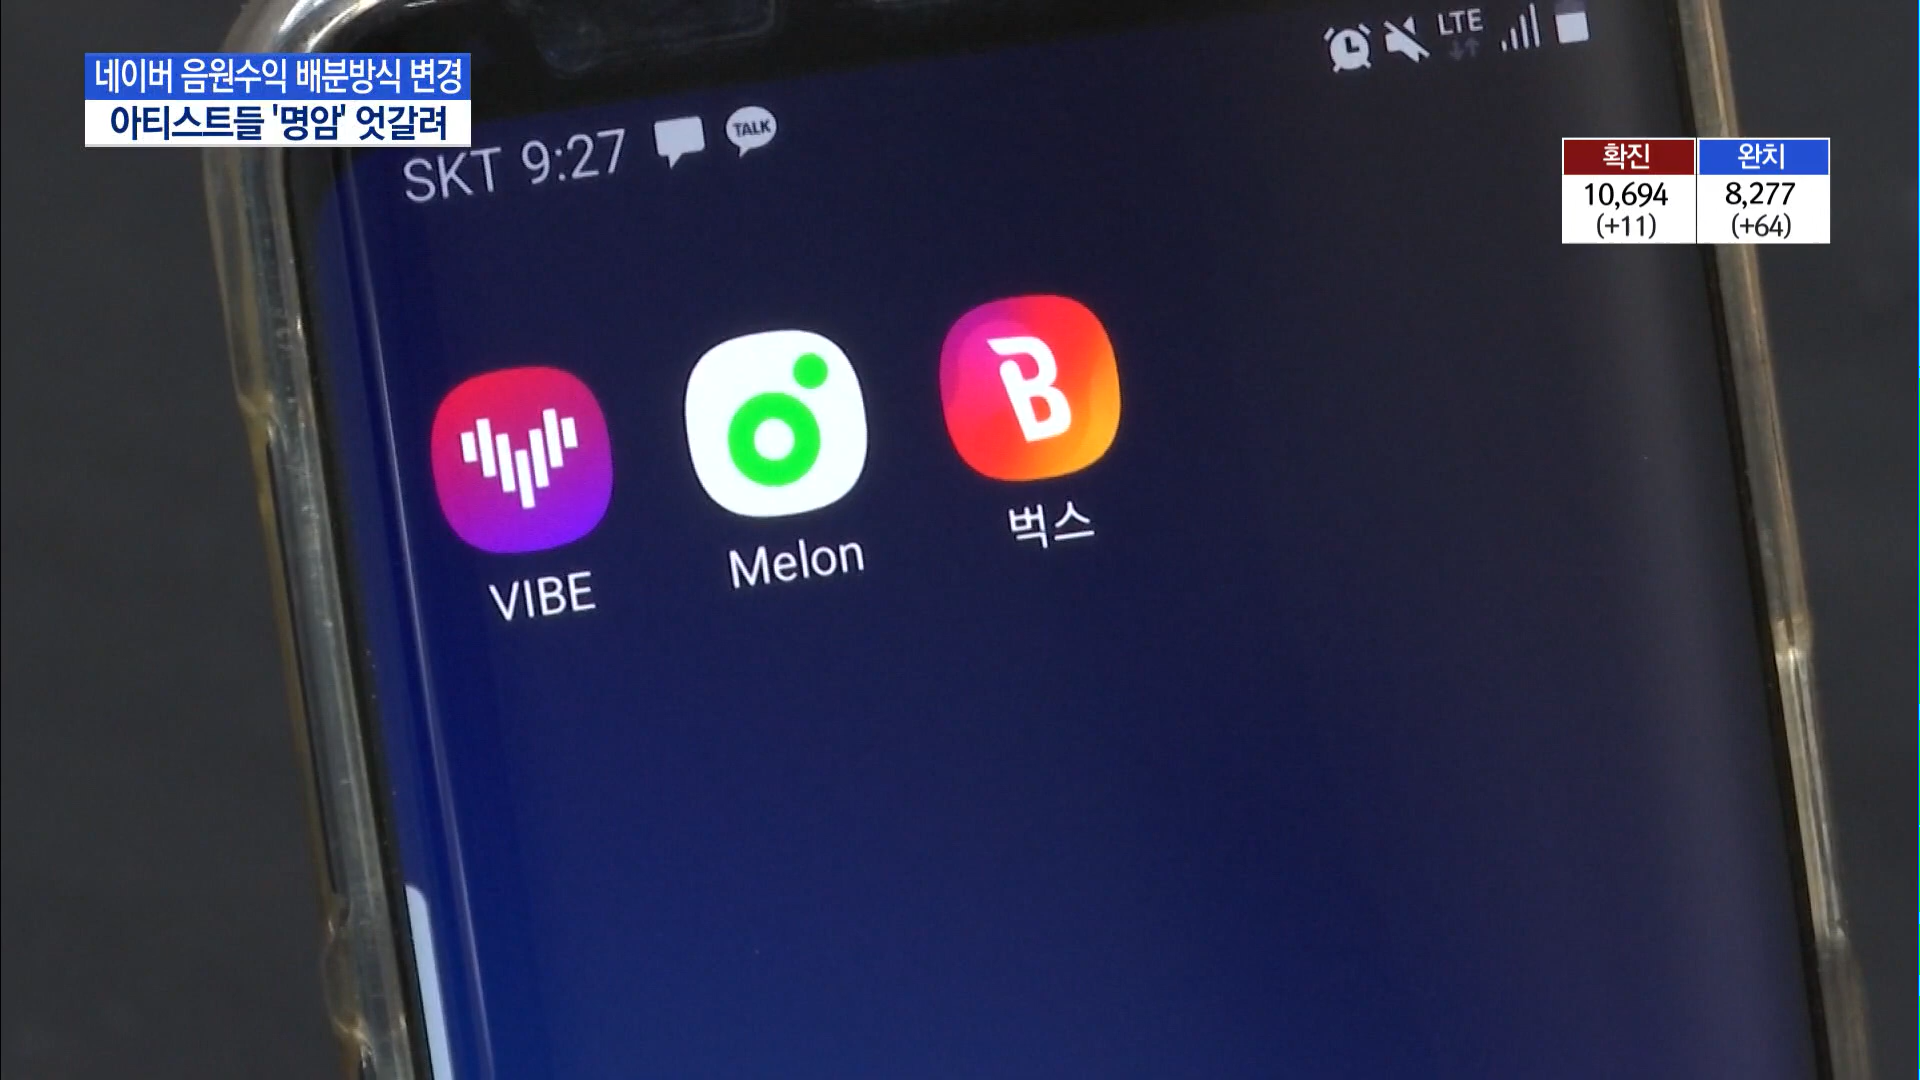 네이버 음원수익 배분방식 변경
아티스트들 '명암' 엇갈려
LTE
SKT 9:27
TALK
확진 완치
10,694 8,277
(+11) (+64)
VIBE
Melon
벅스